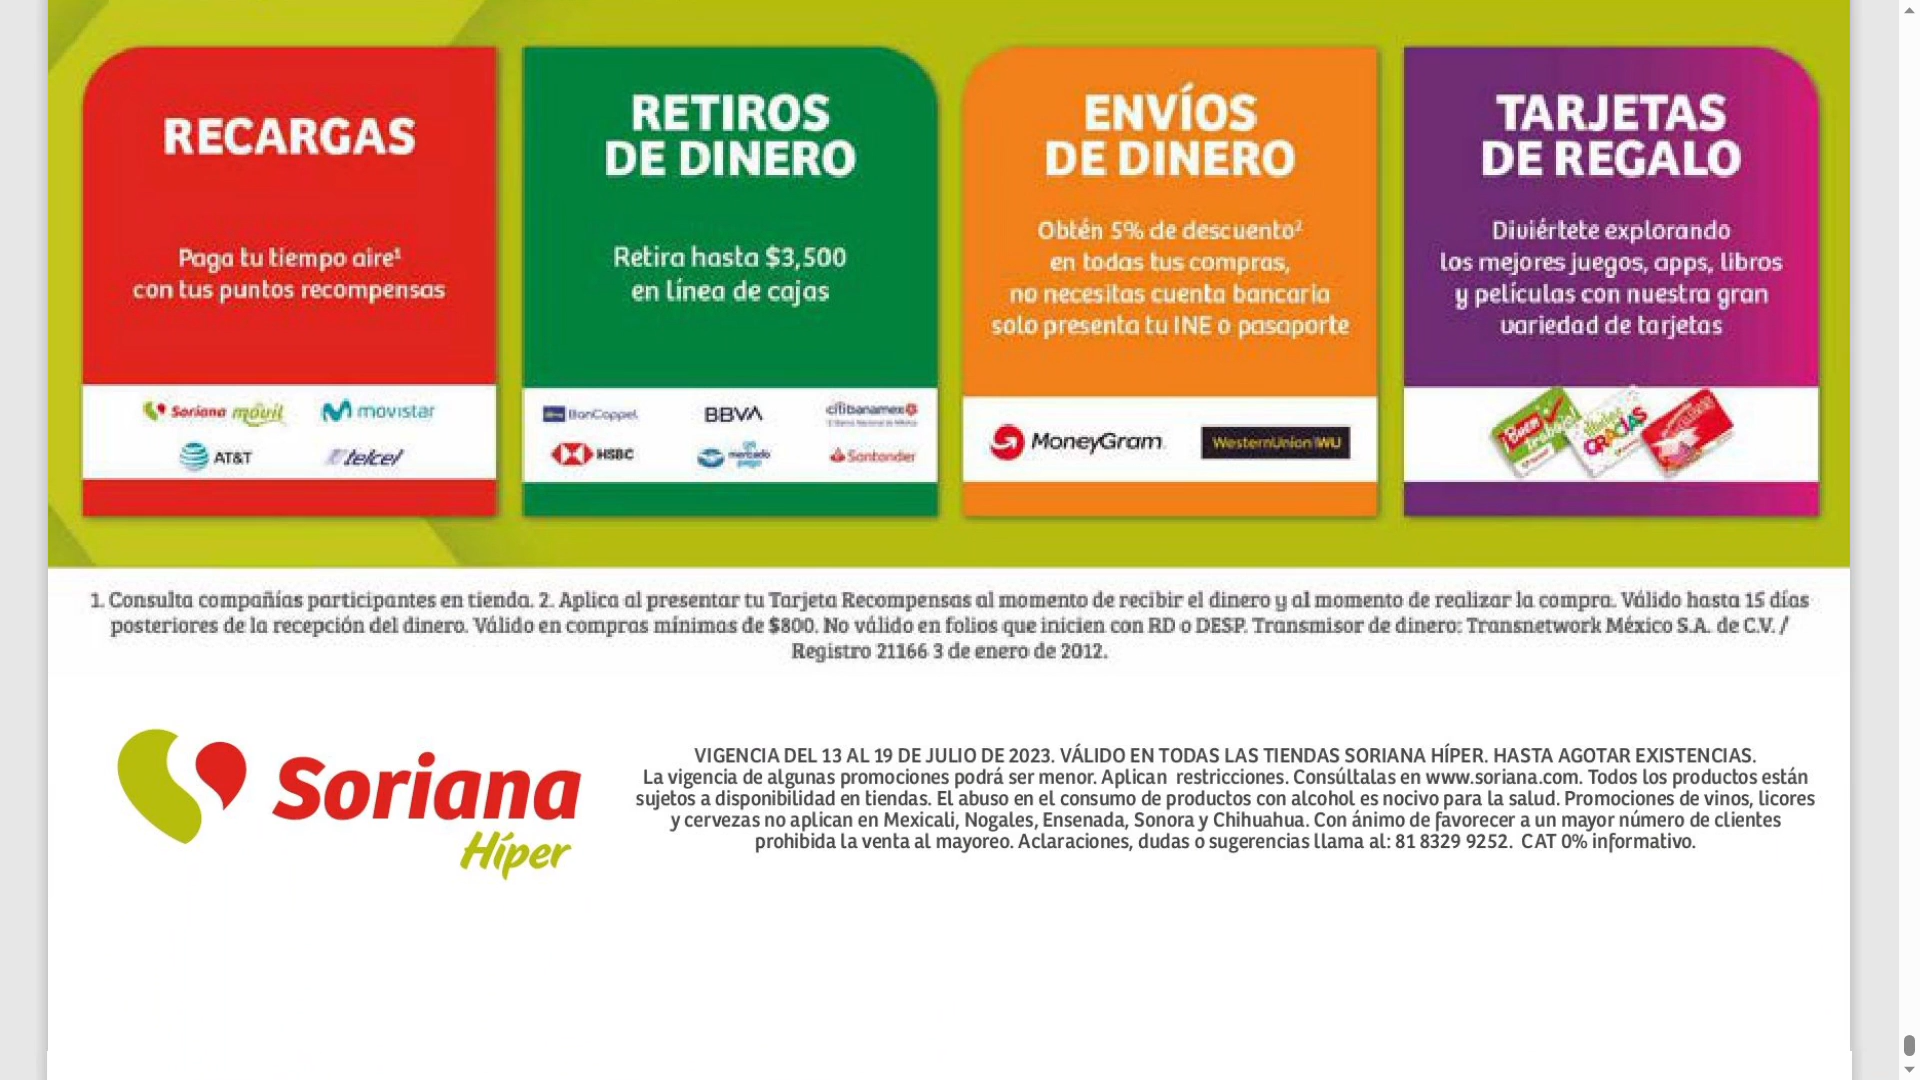 RECARGAS
Paga tu tiempo aire¹
con tus puntos recompensas
Soriana móvil
movistar
AT&T
telcel
RETIROS
DE DINERO
Retira hasta $3,500
en línea de cajas
BanCoppel
BBVA
citibanamex
HSBC
mercado
pago
Santander
ENVÍOS
DE DINERO
Obtén 5% de descuento²
en todas tus compras,
no necesitas cuenta bancaria
solo presenta tu INE o pasaporte
MoneyGram
WesternUnion WU
TARJETAS
DE REGALO
Diviértete explorando
los mejores juegos, apps, libros
y películas con nuestra gran
variedad de tarjetas
¡Buen
trabajo!
GRACIAS
1. Consulta compañías participantes en tienda. 2. Aplica al presentar tu Tarjeta Recompensas al momento de recibir el dinero y al momento de realizar la compra. Válido hasta 15 días
posteriores de la recepción del dinero. Válido en compras mínimas de $800. No válido en folios que inicien con RD o DESP. Transmisor de dinero: Transnetwork México S.A. de C.V. /
Registro 21166 3 de enero de 2012.
Soriana
Híper
VIGENCIA DEL 13 AL 19 DE JULIO DE 2023. VÁLIDO EN TODAS LAS TIENDAS SORIANA HÍPER. HASTA AGOTAR EXISTENCIAS.
La vigencia de algunas promociones podrá ser menor. Aplican restricciones. Consúltalas en www.soriana.com. Todos los productos están
sujetos a disponibilidad en tiendas. El abuso en el consumo de productos con alcohol es nocivo para la salud. Promociones de vinos, licores
y cervezas no aplican en Mexicali, Nogales, Ensenada, Sonora y Chihuahua. Con ánimo de favorecer a un mayor número de clientes
prohibida la venta al mayoreo. Aclaraciones, dudas o sugerencias llama al: 81 8329 9252. CAT 0% informativo.